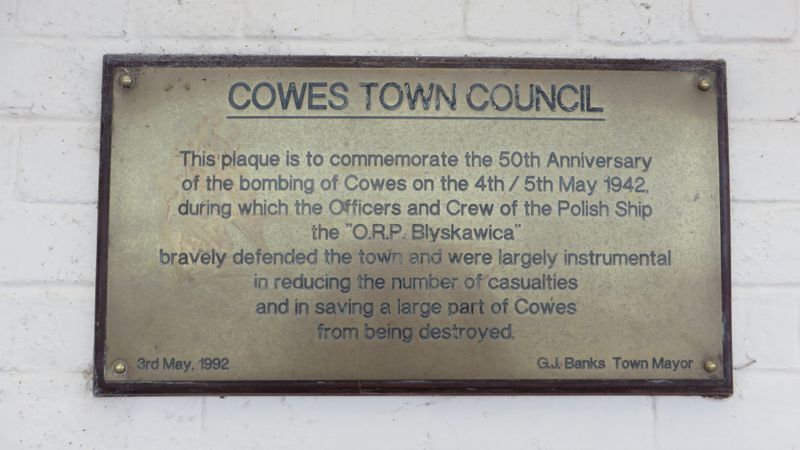 COWES TOWN COUNCIL
This plaque is to commemorate the 50th Anniversary
of the bombing of Cowes on the 4th / 5th May 1942,
during which the Officers and Crew of the Polish Ship
the "O.R.P. Blyskawica"
bravely defended the town and were largely instrumental
in reducing the number of casualties
and in saving a large part of Cowes
from being destroyed.
3rd May, 1992 G.J. Banks Town Mayor